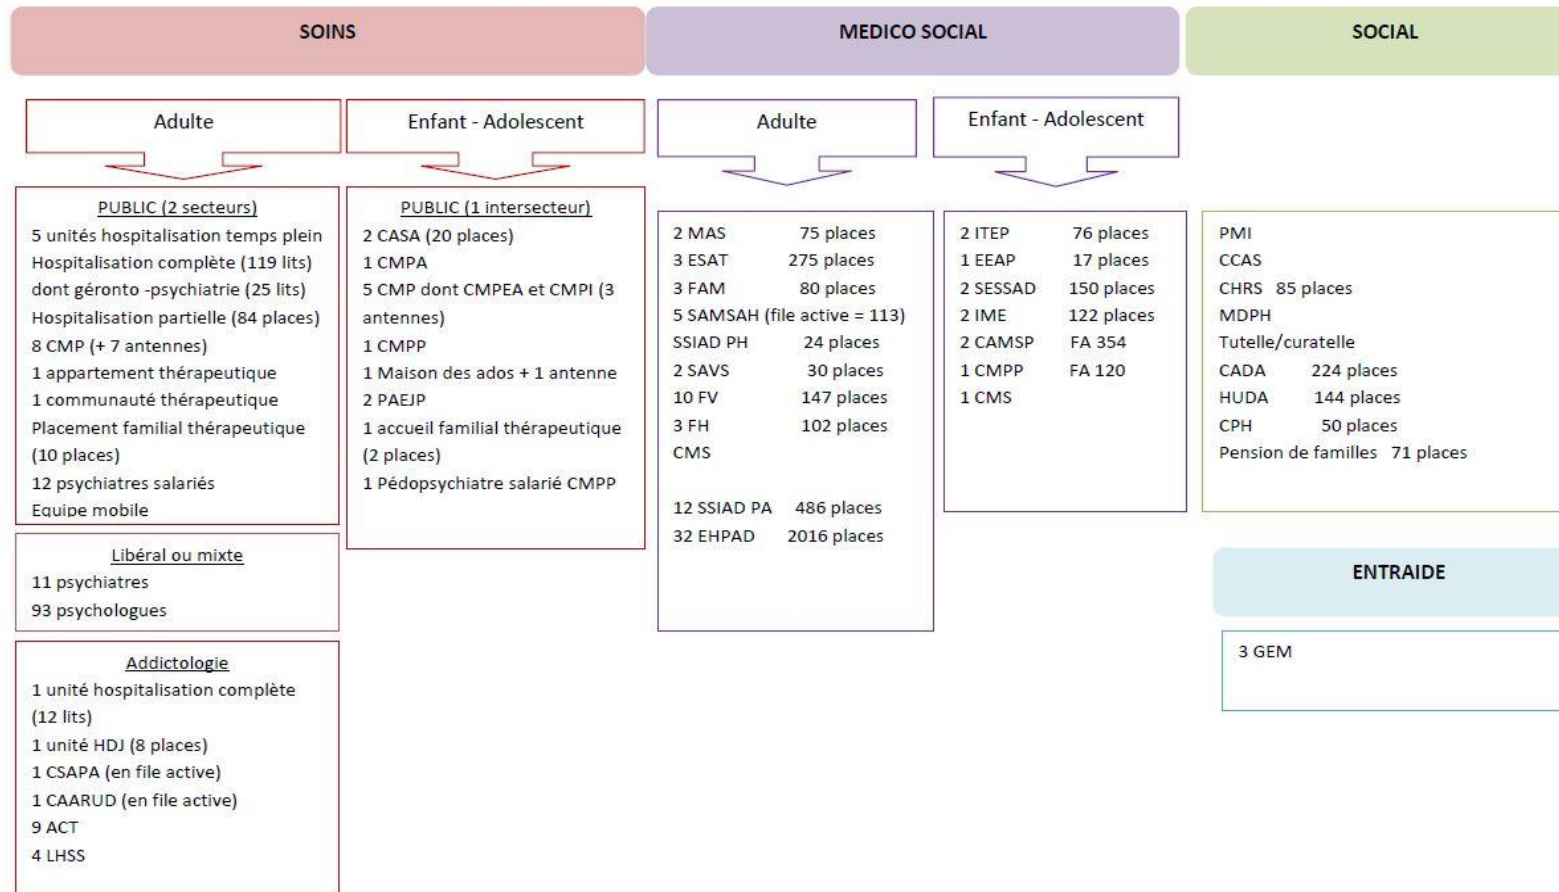 SOINS
MEDICO SOCIAL
SOCIAL
Adulte
Enfant - Adolescent
Adulte
Enfant - Adolescent
PUBLIC (2 secteurs)
5 unités hospitalisation temps plein
Hospitalisation complète (119 lits)
dont géronto -psychiatrie (25 lits)
Hospitalisation partielle (84 places)
8 CMP (+ 7 antennes)
1 appartement thérapeutique
1 communauté thérapeutique
Placement familial thérapeutique
(10 places)
12 psychiatres salariés
Equipe mobile
Libéral ou mixte
11 psychiatres
93 psychologues
Addictologie
1 unité hospitalisation complète
(12 lits)
1 unité HDJ (8 places)
1 CSAPA (en file active)
1 CAARUD (en file active)
9 ACT
4 LHSS
PUBLIC (1 intersecteur)
2 CASA (20 places)
1 CMPA
5 CMP dont CMPEA et CMPI (3
antennes)
1 CMPP
1 Maison des ados + 1 antenne
2 PAEJP
1 accueil familial thérapeutique
(2 places)
1 Pédopsychiatre salarié CMPP
2 MAS 75 places
3 ESAT 275 places
3 FAM 80 places
5 SAMSAH (file active = 113)
SSIAD PH 24 places
2 SAVS 30 places
10 FV 147 places
3 FH 102 places
CMS
12 SSIAD PA 486 places
32 EHPAD 2016 places
2 ITEP 76 places
1 EEAP 17 places
2 SESSAD 150 places
2 IME 122 places
2 CAMSP FA 354
1 CMPP FA 120
1 CMS
PMI
CCAS
CHRS 85 places
MDPH
Tutelle/curatelle
CADA 224 places
HUDA 144 places
CPH 50 places
Pension de familles 71 places
ENTRAIDE
3 GEM